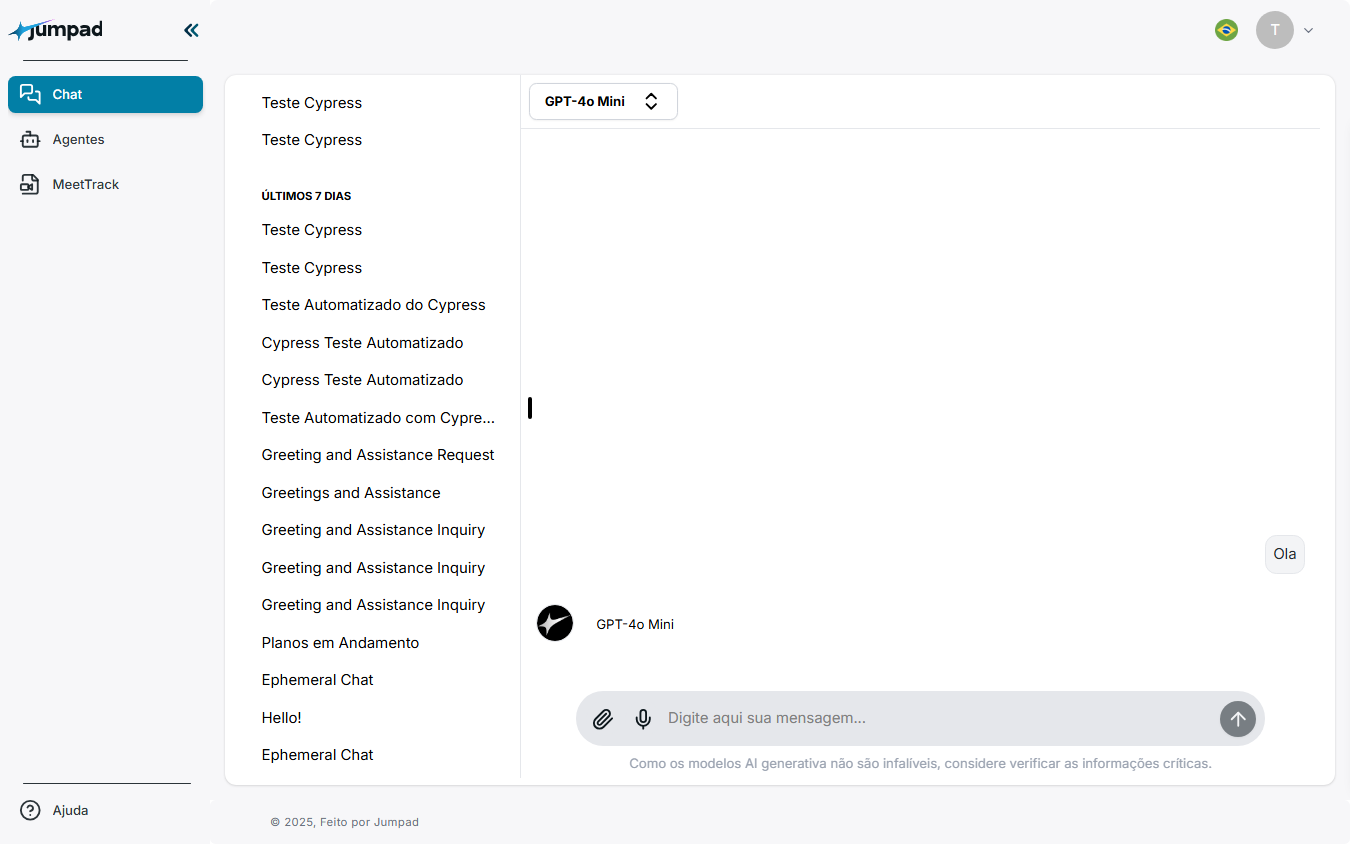 Jumpad
T
Chat
Agentes
MeetTrack
Ajuda
Teste Cypress
Teste Cypress
ÚLTIMOS 7 DIAS
Teste Cypress
Teste Cypress
Teste Automatizado do Cypress
Cypress Teste Automatizado
Cypress Teste Automatizado
Teste Automatizado com Cypre...
Greeting and Assistance Request
Greetings and Assistance
Greeting and Assistance Inquiry
Greeting and Assistance Inquiry
Greeting and Assistance Inquiry
Planos em Andamento
Ephemeral Chat
Hello!
Ephemeral Chat
GPT-4o Mini
Ola
GPT-4o Mini
Digite aqui sua mensagem...
Como os modelos AI generativa não são infalíveis, considere verificar as informações críticas.
© 2025, Feito por Jumpad